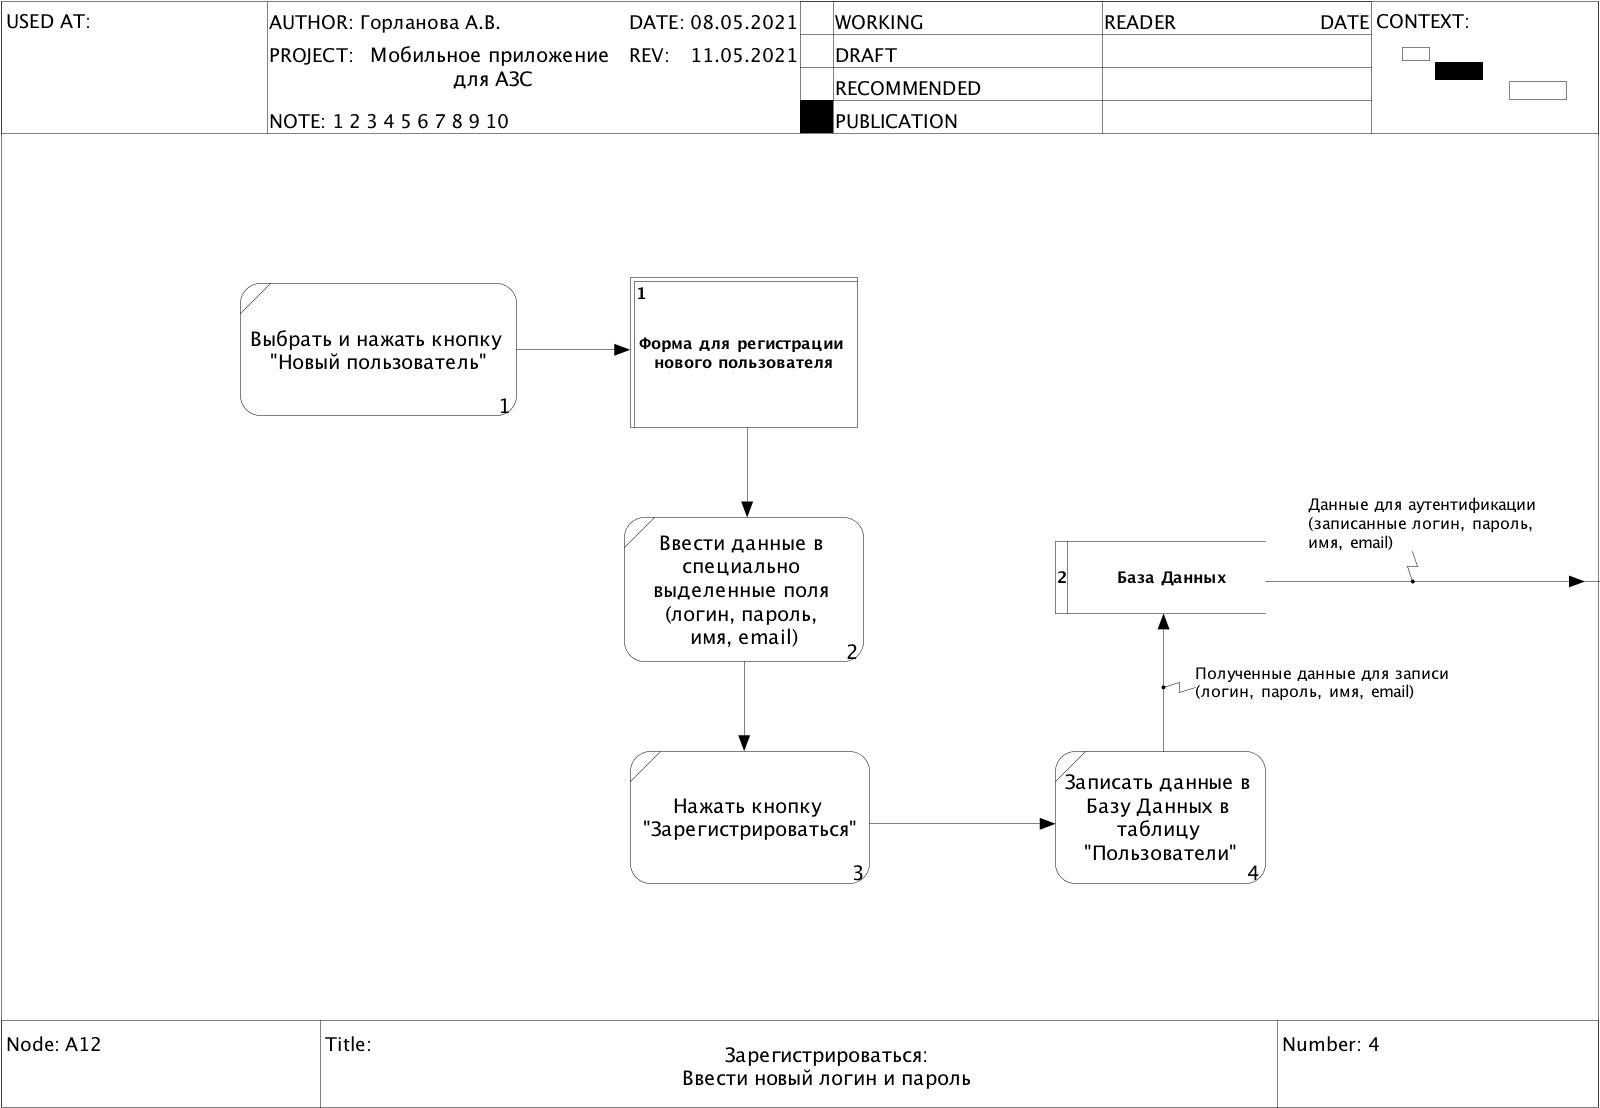 USED AT:
AUTHOR: Горланова А.В.
DATE: 08.05.2021
PROJECT: Мобильное приложение
для АЗС
REV: 11.05.2021
NOTE: 1 2 3 4 5 6 7 8 9 10
WORKING
DRAFT
RECOMMENDED
PUBLICATION
READER
DATE
CONTEXT:
Выбрать и нажать кнопку
"Новый пользователь"
1
1
Форма для регистрации
нового пользователя
Ввести данные в
специально
выделенные поля
(логин, пароль,
имя, email)
2
Данные для аутентификации
(записанные логин, пароль,
имя, email)
2
База Данных
Полученные данные для записи
(логин, пароль, имя, email)
Нажать кнопку
"Зарегистрироваться"
3
Записать данные в
Базу Данных в
таблицу
"Пользователи"
4
Node: A12
Title:
Зарегистрироваться:
Ввести новый логин и пароль
Number: 4